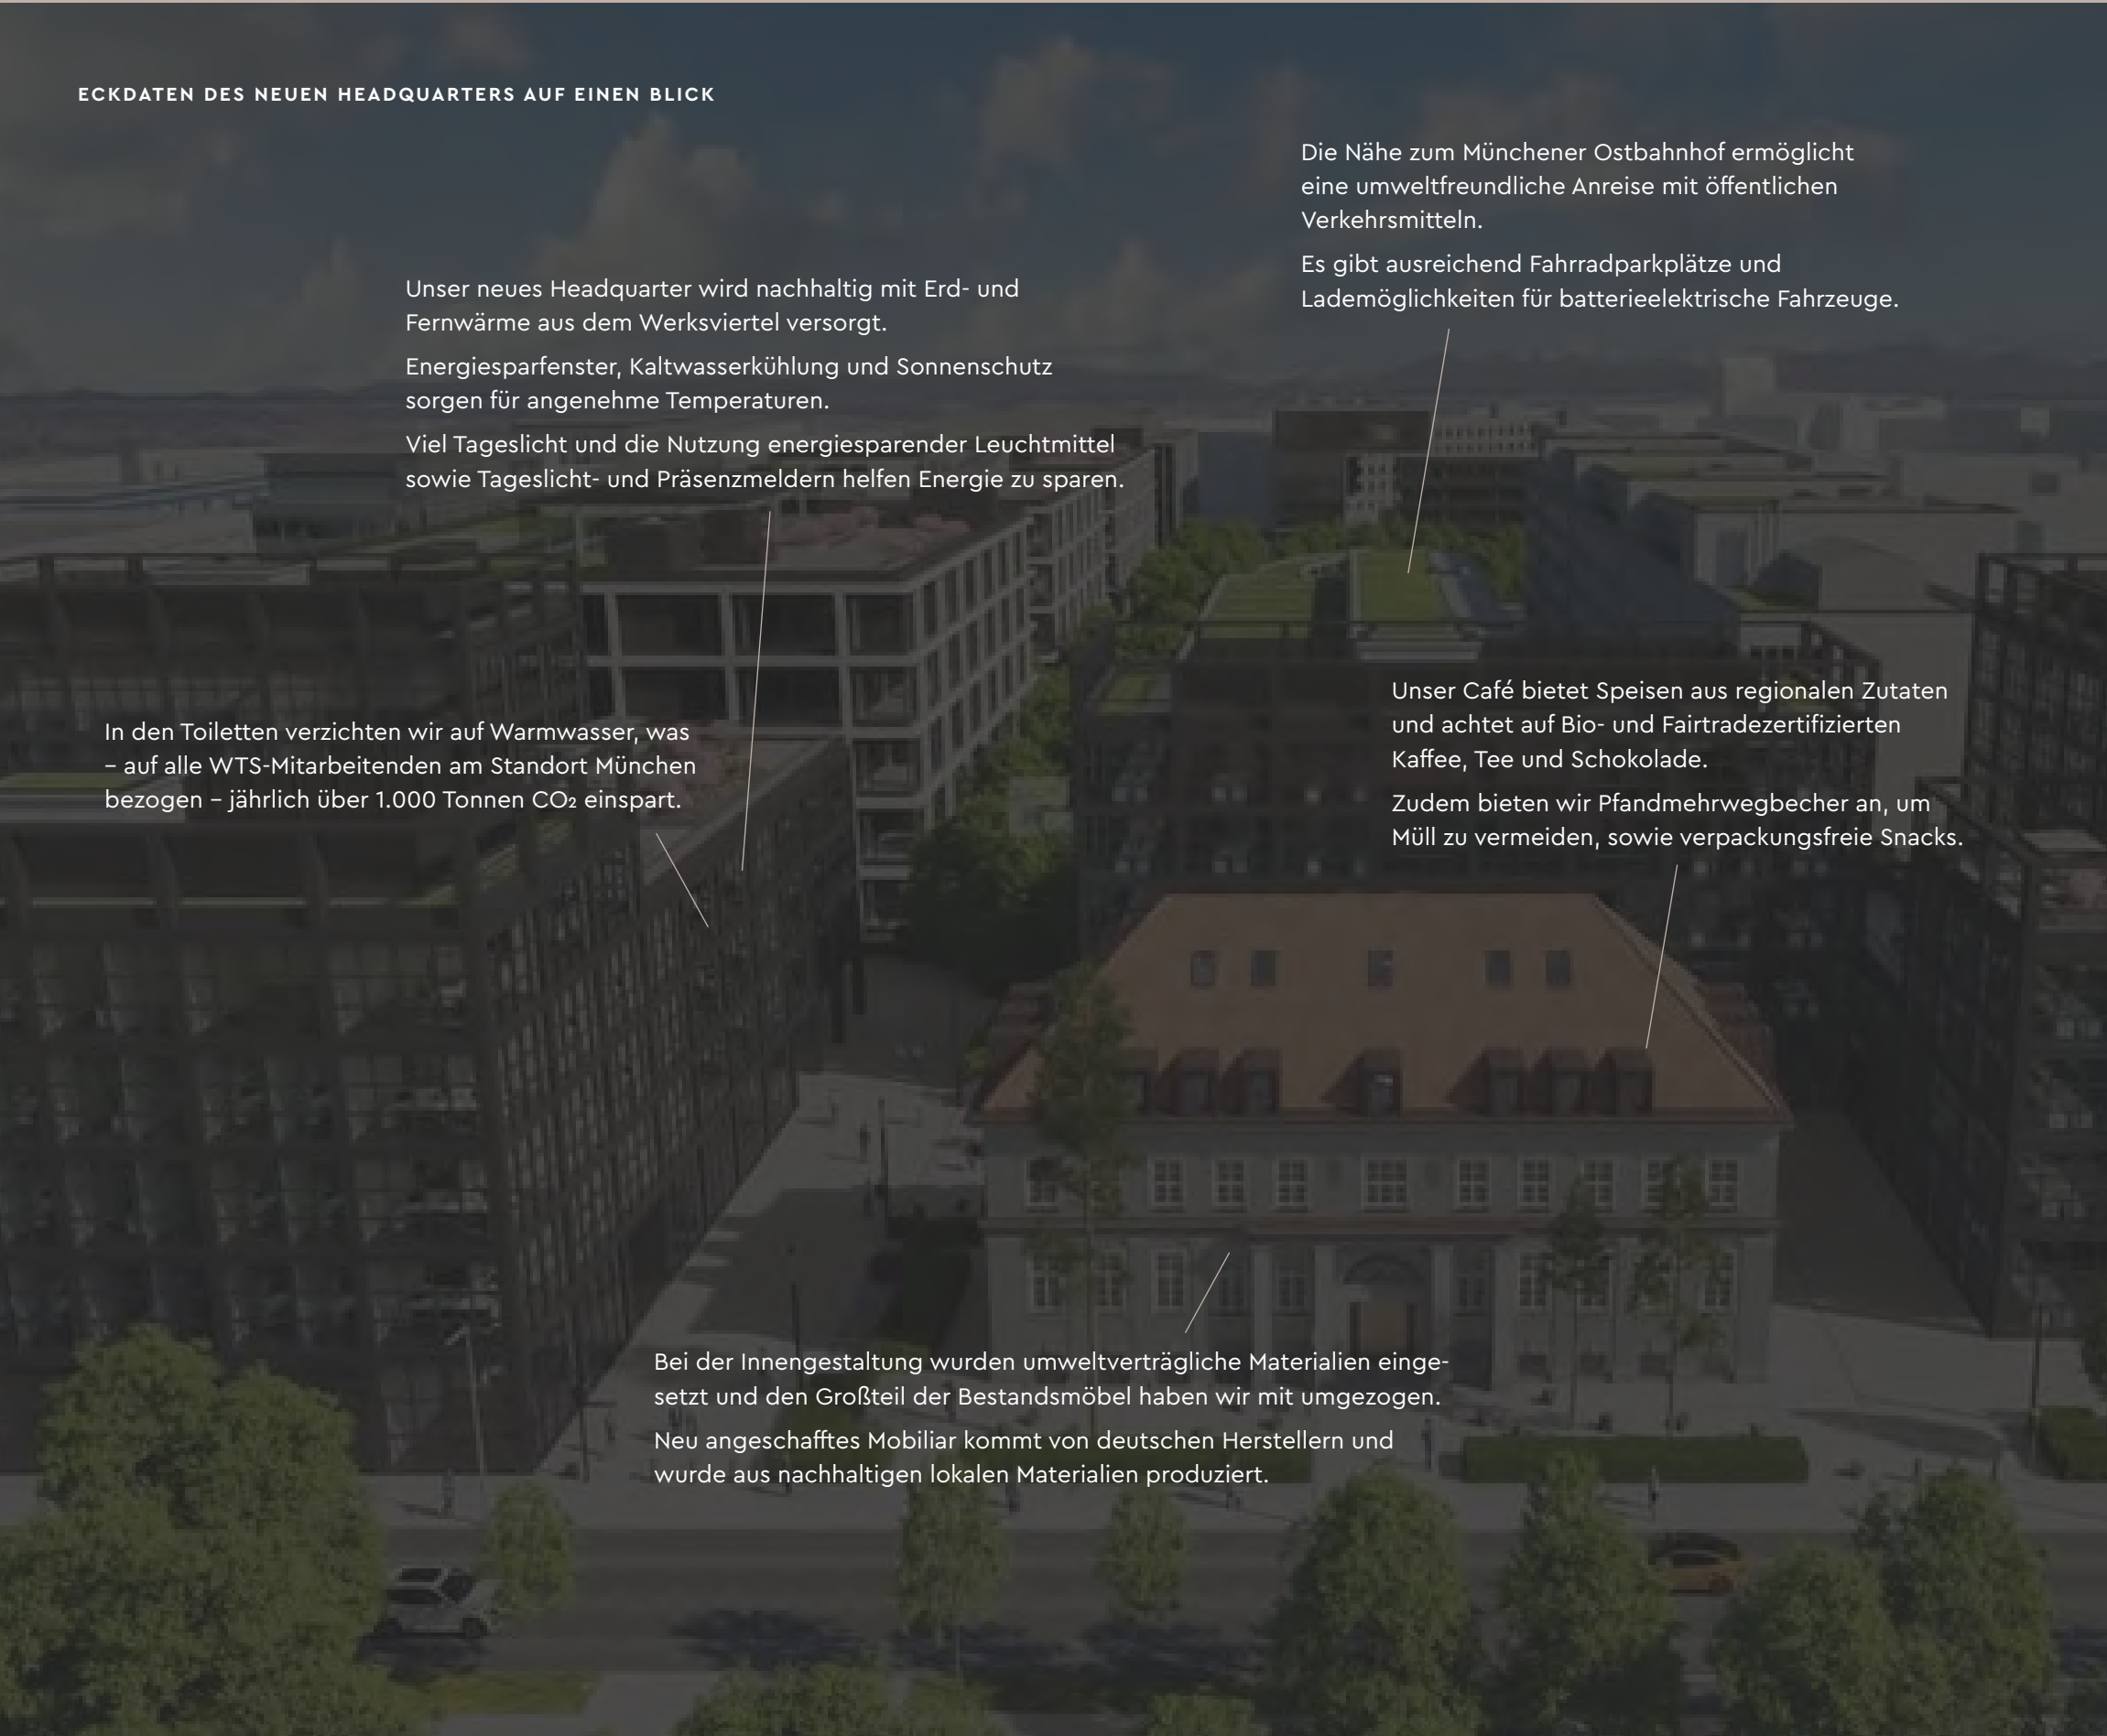 ECKDATEN DES NEUEN HEADQUARTERS AUF EINEN BLICK
Die Nähe zum Münchener Ostbahnhof ermöglicht
eine umweltfreundliche Anreise mit öffentlichen
Verkehrsmitteln.
Es gibt ausreichend Fahrradparkplätze und
Lademöglichkeiten für batterieelektrische Fahrzeuge.
Unser neues Headquarter wird nachhaltig mit Erd- und
Fernwärme aus dem Werksviertel versorgt.
Energiesparfenster, Kaltwasserkühlung und Sonnenschutz
sorgen für angenehme Temperaturen.
Viel Tageslicht und die Nutzung energiesparender Leuchtmittel
sowie Tageslicht- und Präsenzmeldern helfen Energie zu sparen.
In den Toiletten verzichten wir auf Warmwasser, was
– auf alle WTS-Mitarbeitenden am Standort München
bezogen – jährlich über 1.000 Tonnen CO₂ einspart.
Unser Café bietet Speisen aus regionalen Zutaten
und achtet auf Bio- und Fairtradezertifizierten
Kaffee, Tee und Schokolade.
Zudem bieten wir Pfandmehrwegbecher an, um
Müll zu vermeiden, sowie verpackungsfreie Snacks.
Bei der Innengestaltung wurden umweltverträgliche Materialien einge-
setzt und den Großteil der Bestandsmöbel haben wir mit umgezogen.
Neu angeschafftes Mobiliar kommt von deutschen Herstellern und
wurde aus nachhaltigen lokalen Materialien produziert.